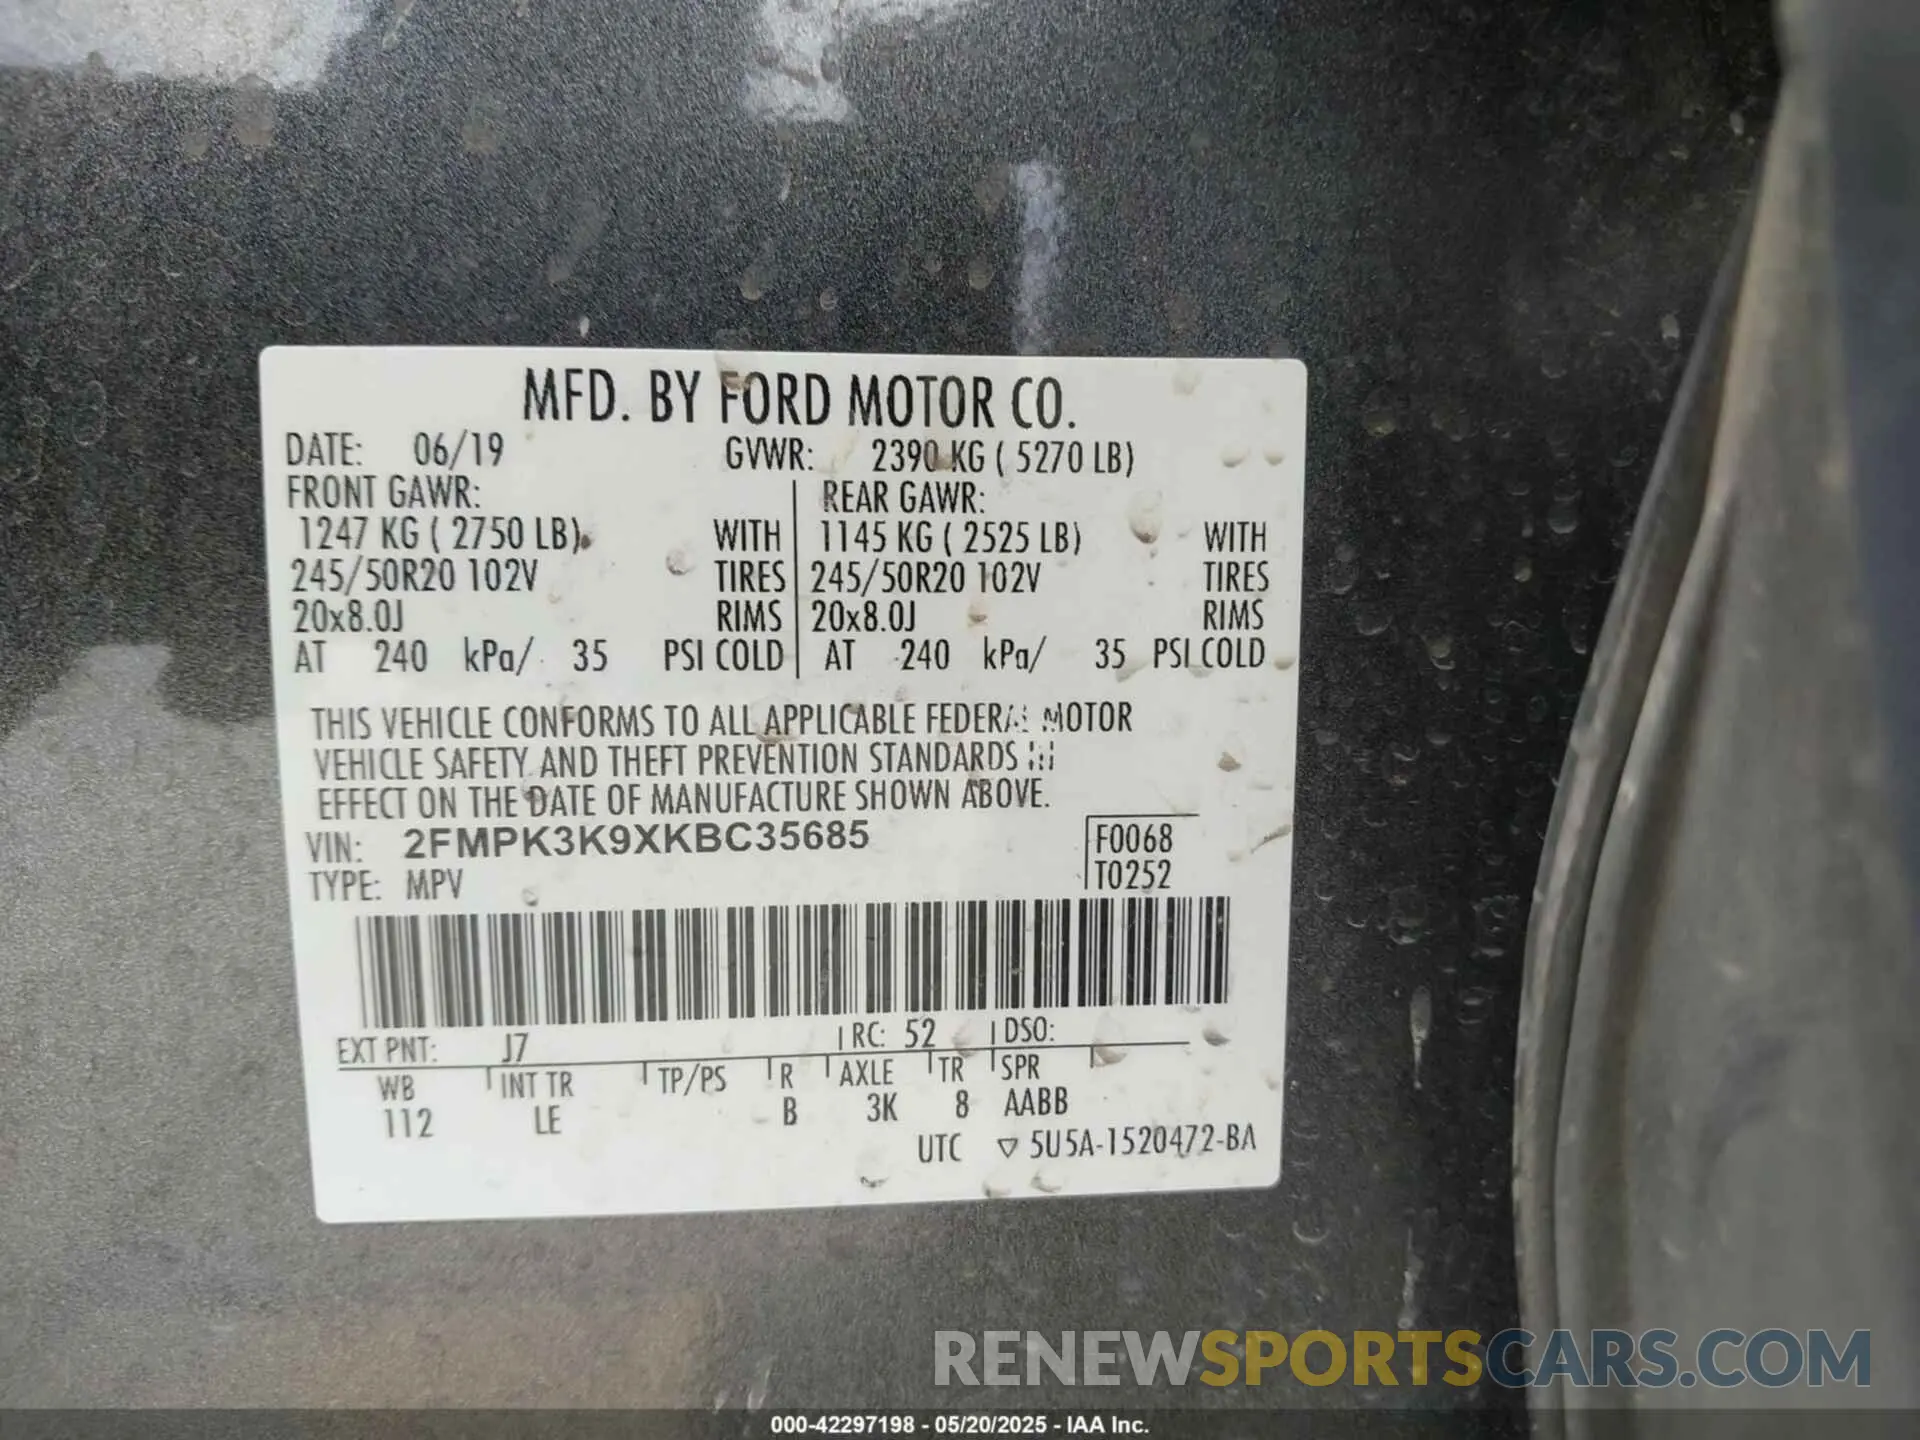 MFD. BY FORD MOTOR CO.
DATE: 06/19 GVWR: 2390 KG ( 5270 LB)
FRONT GAWR: REAR GAWR:
1247 KG ( 2750 LB) WITH 1145 KG ( 2525 LB) WITH
245/50R20 102V TIRES 245/50R20 102V TIRES
20x8.0J RIMS 20x8.0J RIMS
AT 240 kPa/ 35 PSI COLD AT 240 kPa/ 35 PSI COLD
THIS VEHICLE CONFORMS TO ALL APPLICABLE FEDERAL MOTOR
VEHICLE SAFETY AND THEFT PREVENTION STANDARDS IN
EFFECT ON THE DATE OF MANUFACTURE SHOWN ABOVE.
VIN: 2FMPK3K9XKBC35685 F0068
TYPE: MPV T0252
EXT PNT: J7 RC: 52 DSO:
WB INT TR TP/PS R AXLE TR SPR
112 LE B 3K 8 AABB
UTC ▽ 5U5A-1520472-BA
RENEWSPORTSCARS.COM
000-42297198 - 05/20/2025 - IAA Inc.